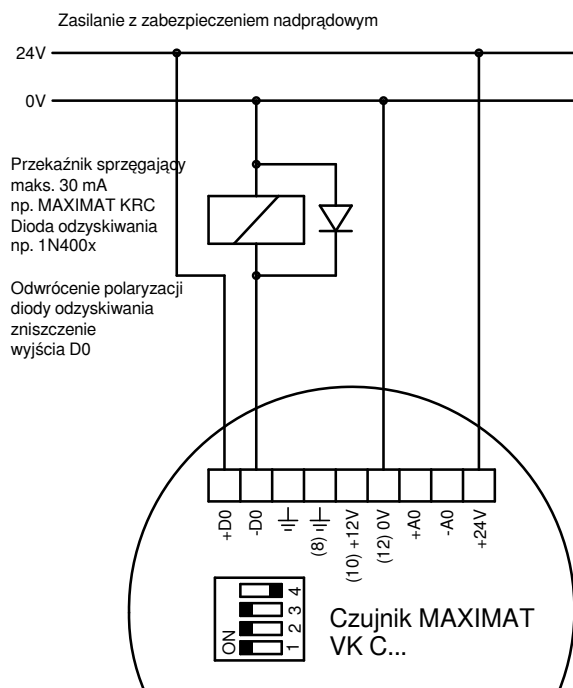 Zasilanie z zabezpieczeniem nadprądowym
24V
0V
Przekaźnik sprzęgający
maks. 30 mA
np. MAXIMAT KRC
Dioda odzyskiwania
np. 1N400x
Odwrócenie polaryzacji
diody odzyskiwania
zniszczenie
wyjścia D0
+D0
-D0
(8)
(10) +12V
(12) 0V
+A0
-A0
+24V
ON
1 2 3 4
Czujnik MAXIMAT
VK C...